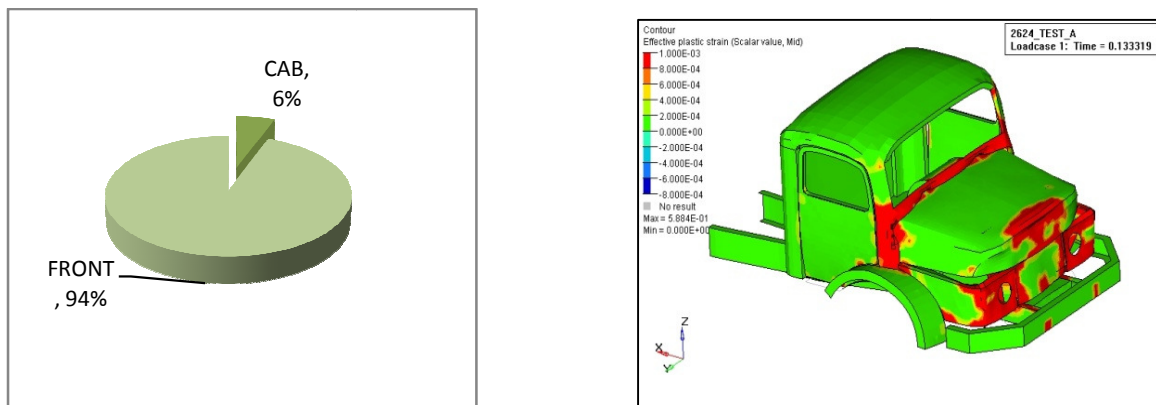 CAB,
6%
FRONT
, 94%
Contour
Effective plastic strain (Scalar value, Mid)
1.000E-03
8.000E-04
6.000E-04
4.000E-04
2.000E-04
0.000E+00
-2.000E-04
-4.000E-04
-6.000E-04
-8.000E-04
No result
Max = 5.884E-01
Min = 0.000E+00
2624_TEST_A
Loadcase 1: Time = 0.133319
Z
X
Y